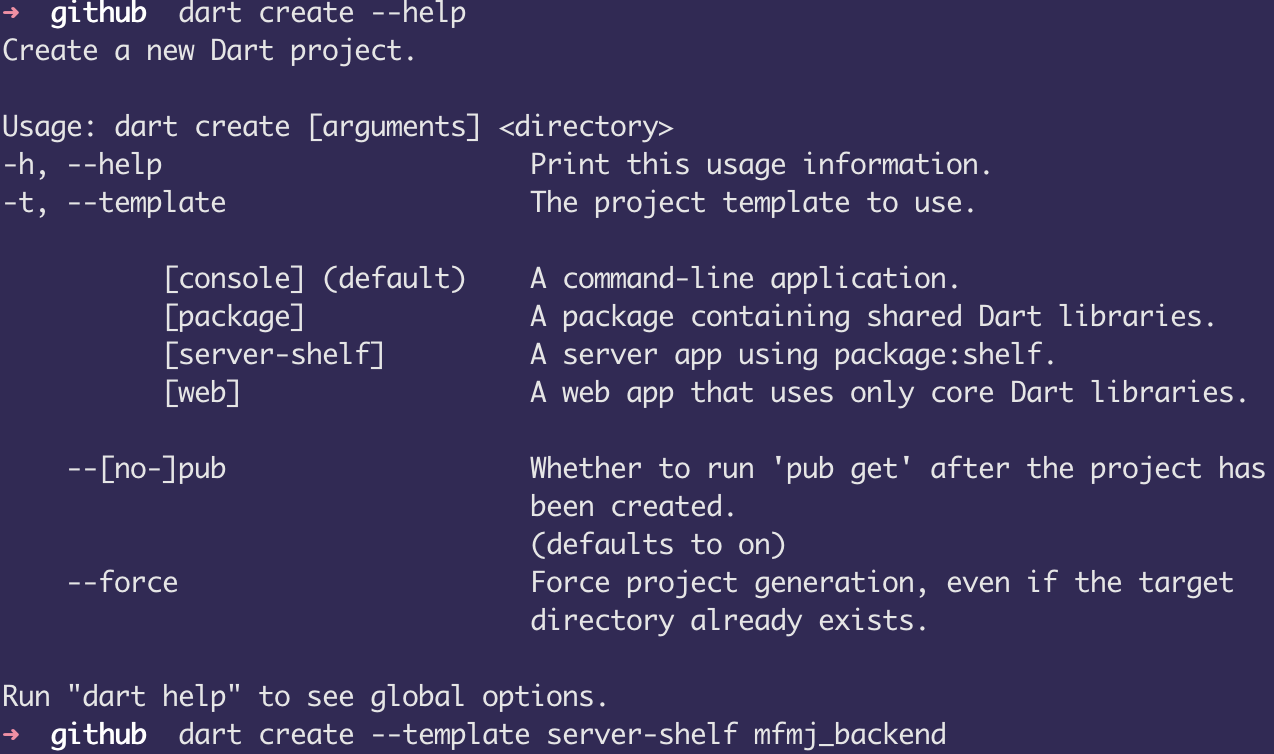 ➜  github  dart create --help
Create a new Dart project.

Usage: dart create [arguments] <directory>
-h, --help                       Print this usage information.
-t, --template                   The project template to use.

          [console] (default)    A command-line application.
          [package]              A package containing shared Dart libraries.
          [server-shelf]         A server app using package:shelf.
          [web]                  A web app that uses only core Dart libraries.

    --[no-]pub                   Whether to run 'pub get' after the project has
                                 been created.
                                 (defaults to on)
    --force                      Force project generation, even if the target
                                 directory already exists.

Run "dart help" to see global options.
➜  github  dart create --template server-shelf mfmj_backend